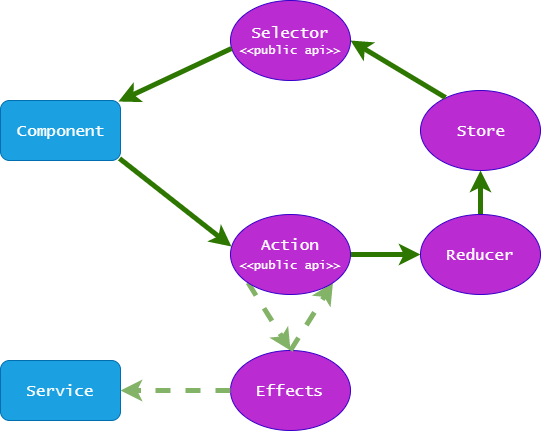 Selector
<<public api>>
Component
Store
Action
<<public api>>
Reducer
Service
Effects